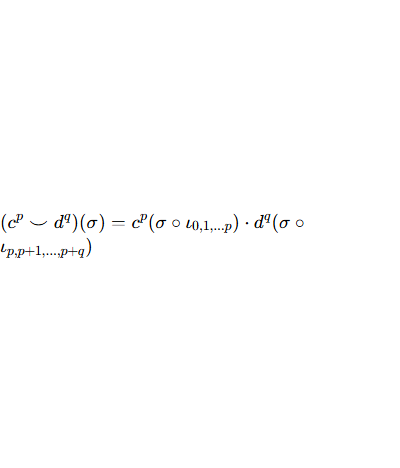 (c^p ⌣ d^q)(σ) = c^p(σ ∘ ι_{0,1,...p}) · d^q(σ ∘
ι_{p,p+1,...,p+q})